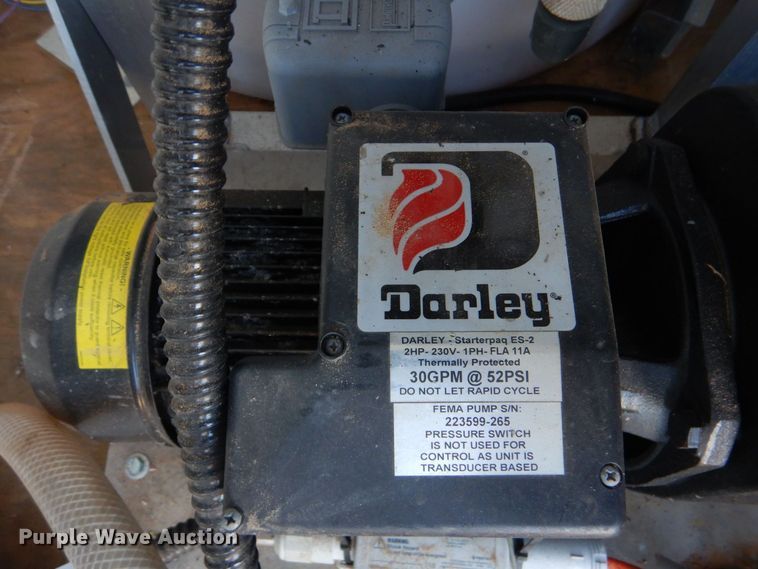 Darley
DARLEY - Starterpaq ES-2
2HP- 230V- 1PH- FLA 11A
Thermally Protected
30GPM @ 52PSI
DO NOT LET RAPID CYCLE
FEMA PUMP S/N:
223599-265
PRESSURE SWITCH
IS NOT USED FOR
CONTROL AS UNIT IS
TRANSDUCER BASED
WARNING!
Purple Wave Auction